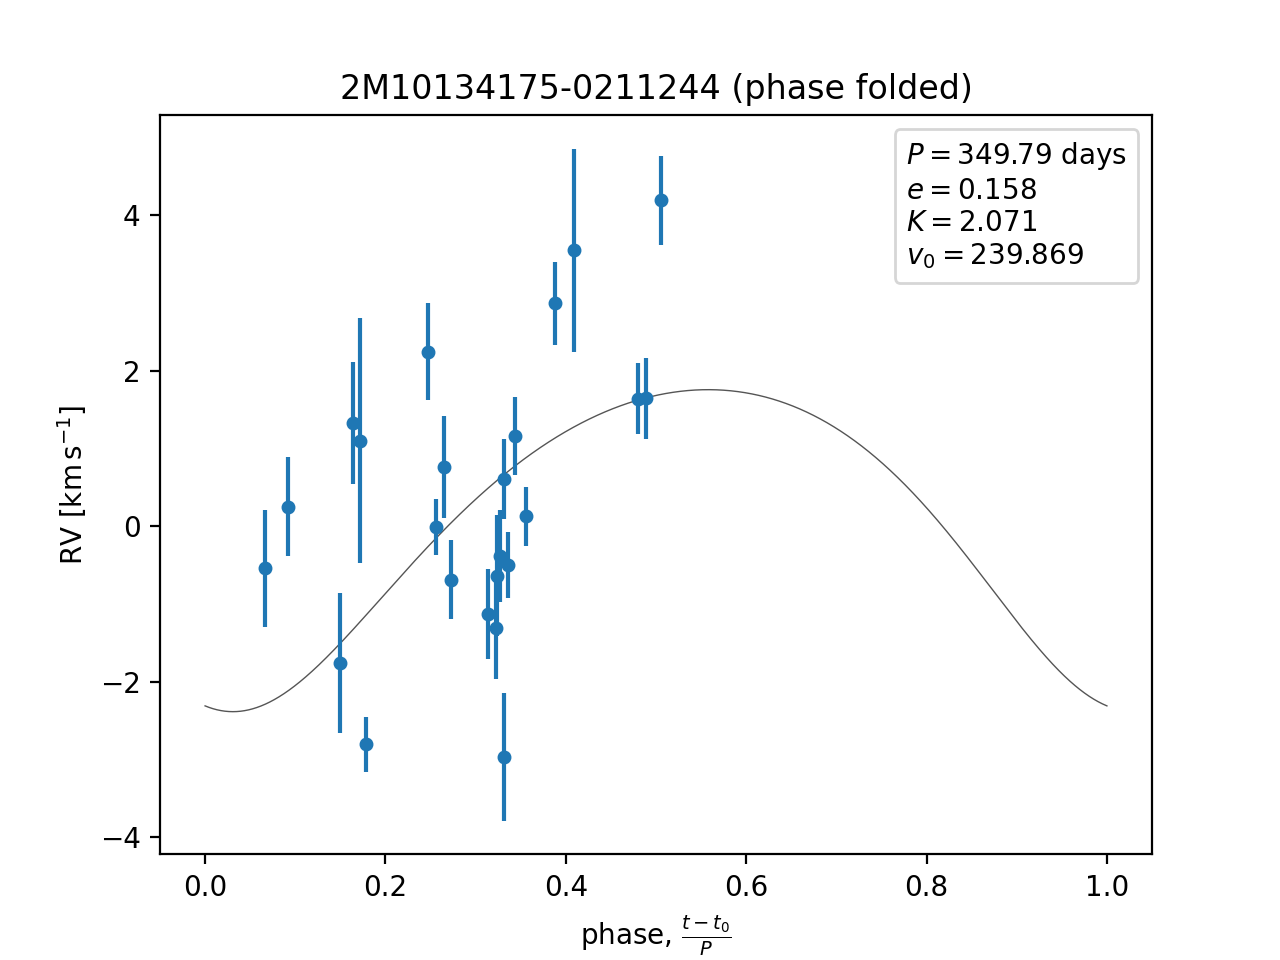 2M10134175-0211244 (phase folded)
P = 349.79 days
e = 0.158
K = 2.071
v₀ = 239.869
RV [km s⁻¹]
4
2
0
−2
−4
0.0 0.2 0.4 0.6 0.8 1.0
phase, (t − t₀)/P